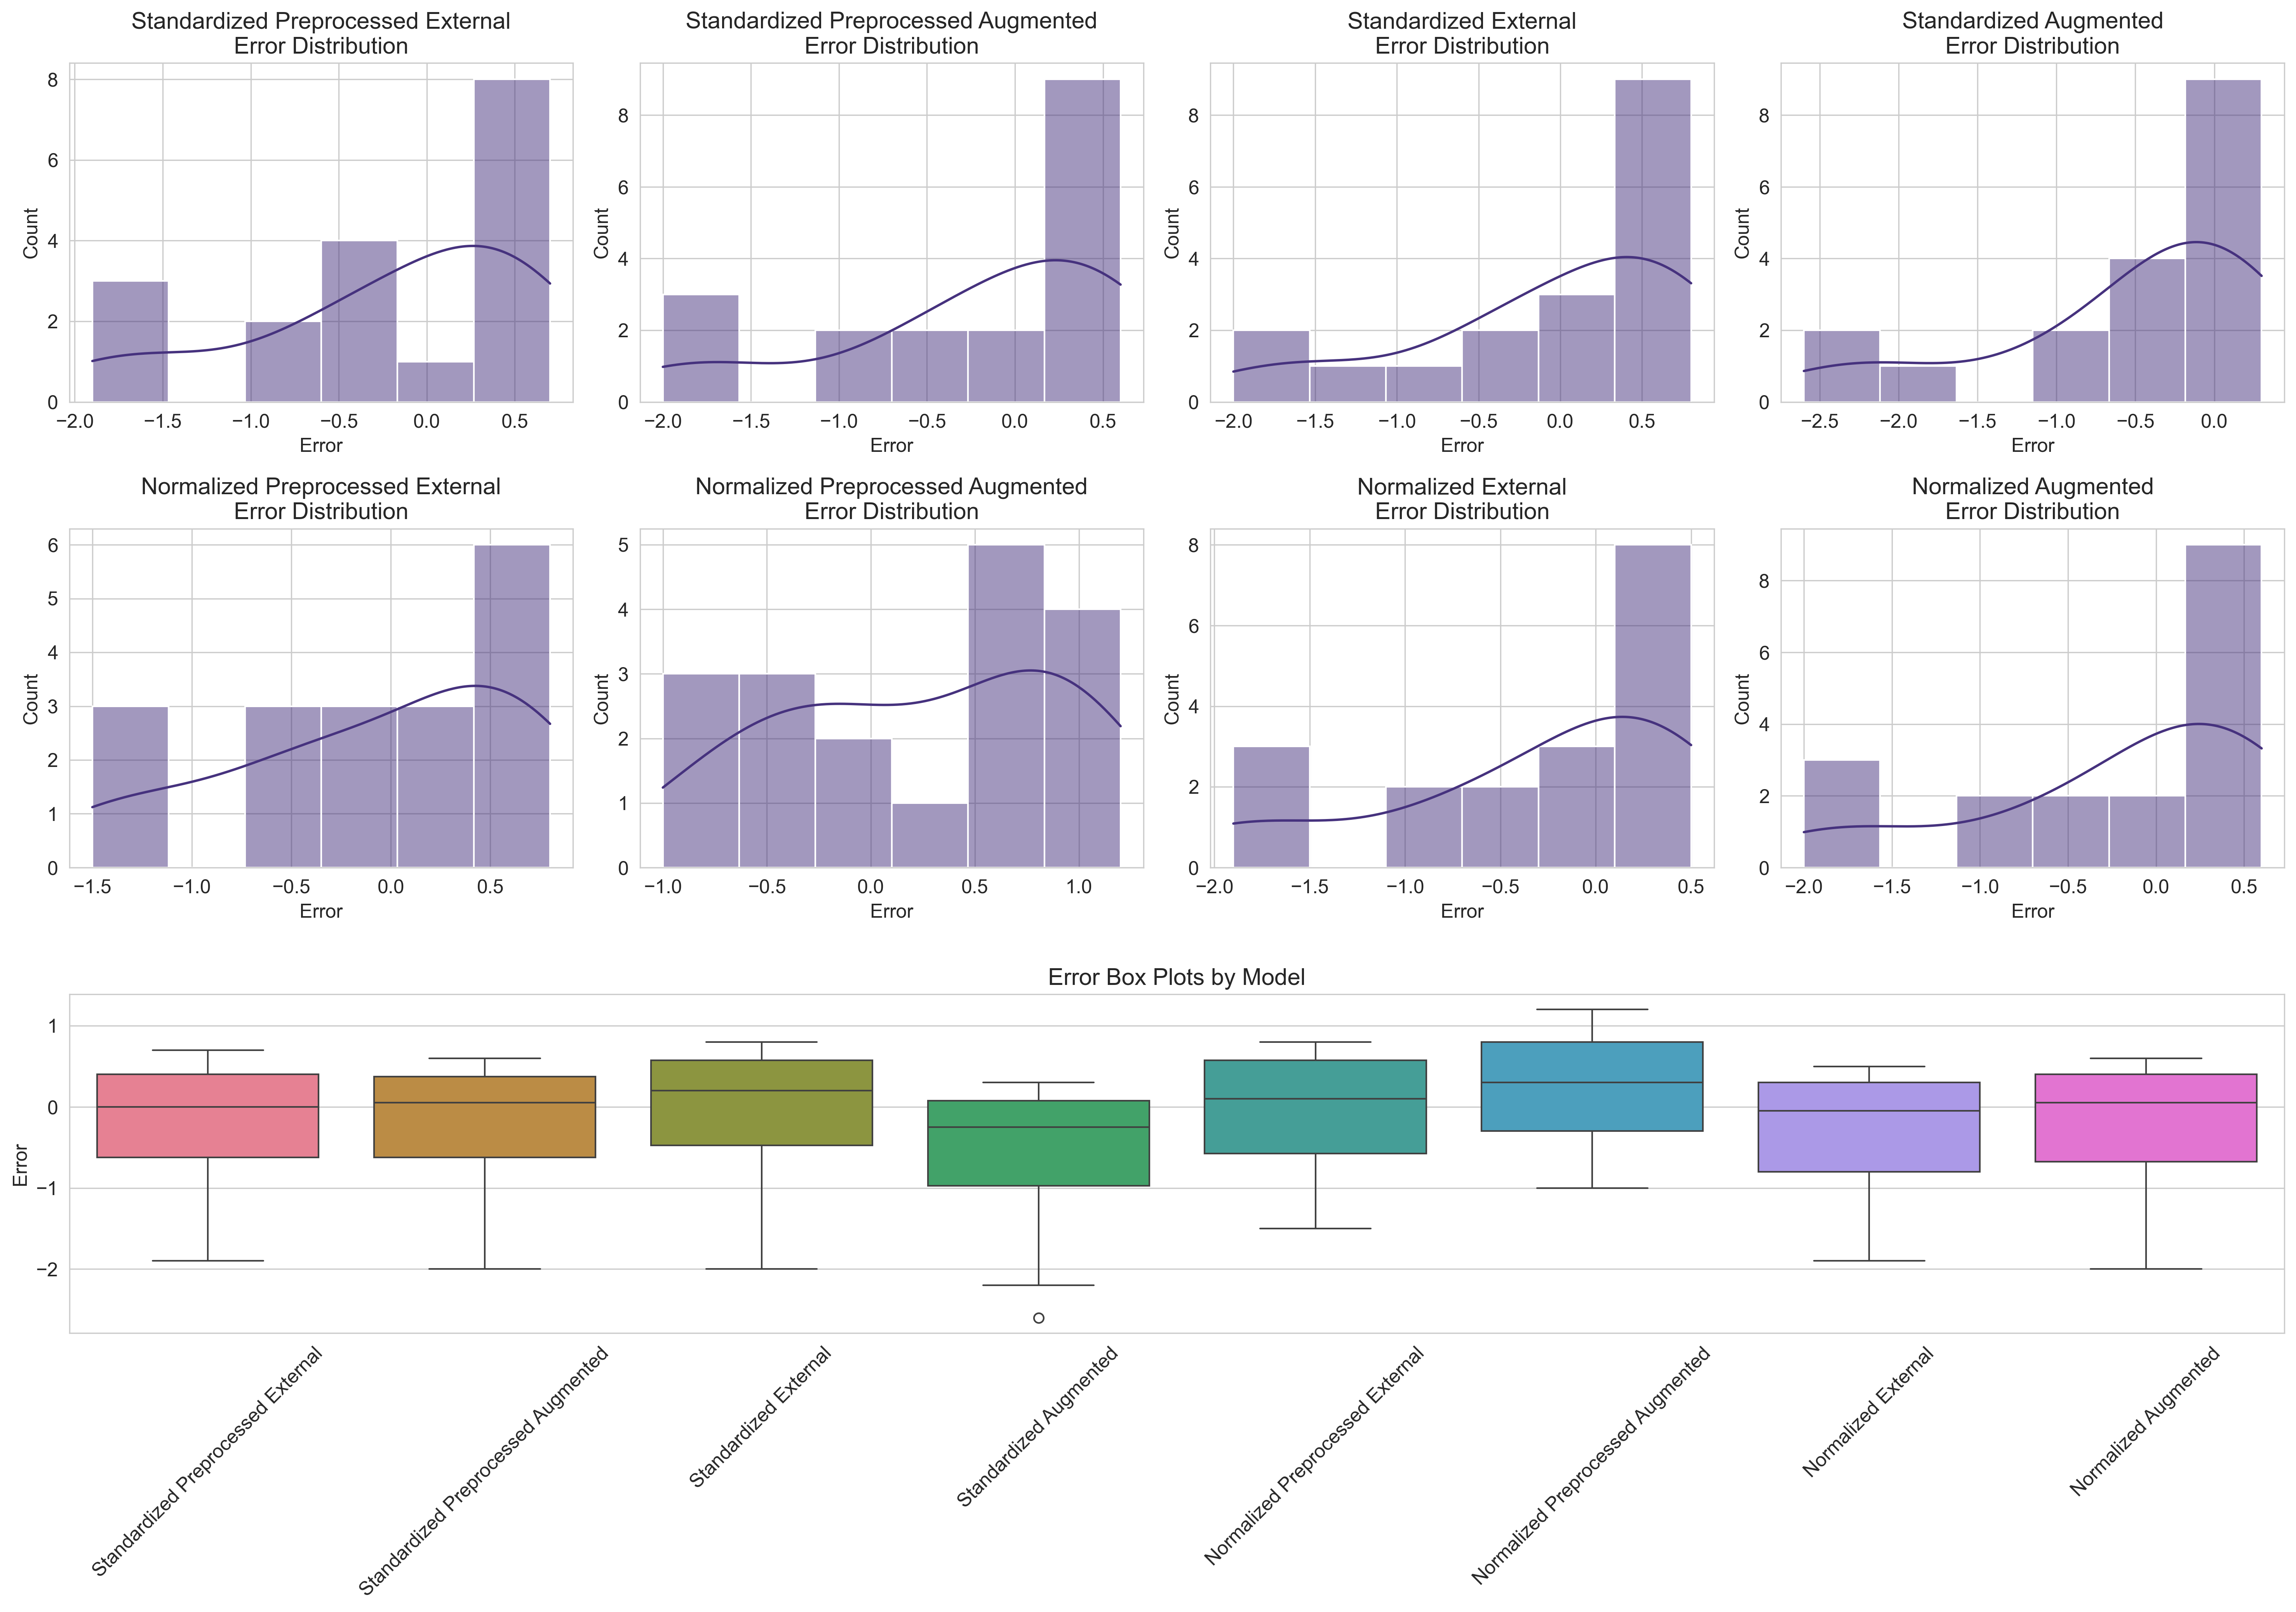 Standardized Preprocessed External
Error Distribution
Standardized Preprocessed Augmented
Error Distribution
Standardized External
Error Distribution
Standardized Augmented
Error Distribution
8
6
4
2
0
Count
−2.0 −1.5 −1.0 −0.5 0.0 0.5
Error
8
6
4
2
0
Count
−2.0 −1.5 −1.0 −0.5 0.0 0.5
Error
8
6
4
2
0
Count
−2.0 −1.5 −1.0 −0.5 0.0 0.5
Error
8
6
4
2
0
Count
−2.5 −2.0 −1.5 −1.0 −0.5 0.0
Error
Normalized Preprocessed External
Error Distribution
Normalized Preprocessed Augmented
Error Distribution
Normalized External
Error Distribution
Normalized Augmented
Error Distribution
6
5
4
3
2
1
0
Count
−1.5 −1.0 −0.5 0.0 0.5
Error
5
4
3
2
1
0
Count
−1.0 −0.5 0.0 0.5 1.0
Error
8
6
4
2
0
Count
−2.0 −1.5 −1.0 −0.5 0.0 0.5
Error
8
6
4
2
0
Count
−2.0 −1.5 −1.0 −0.5 0.0 0.5
Error
Error Box Plots by Model
1
0
−1
−2
Error
Standardized Preprocessed External
Standardized Preprocessed Augmented
Standardized External
Standardized Augmented
Normalized Preprocessed External
Normalized Preprocessed Augmented
Normalized External
Normalized Augmented